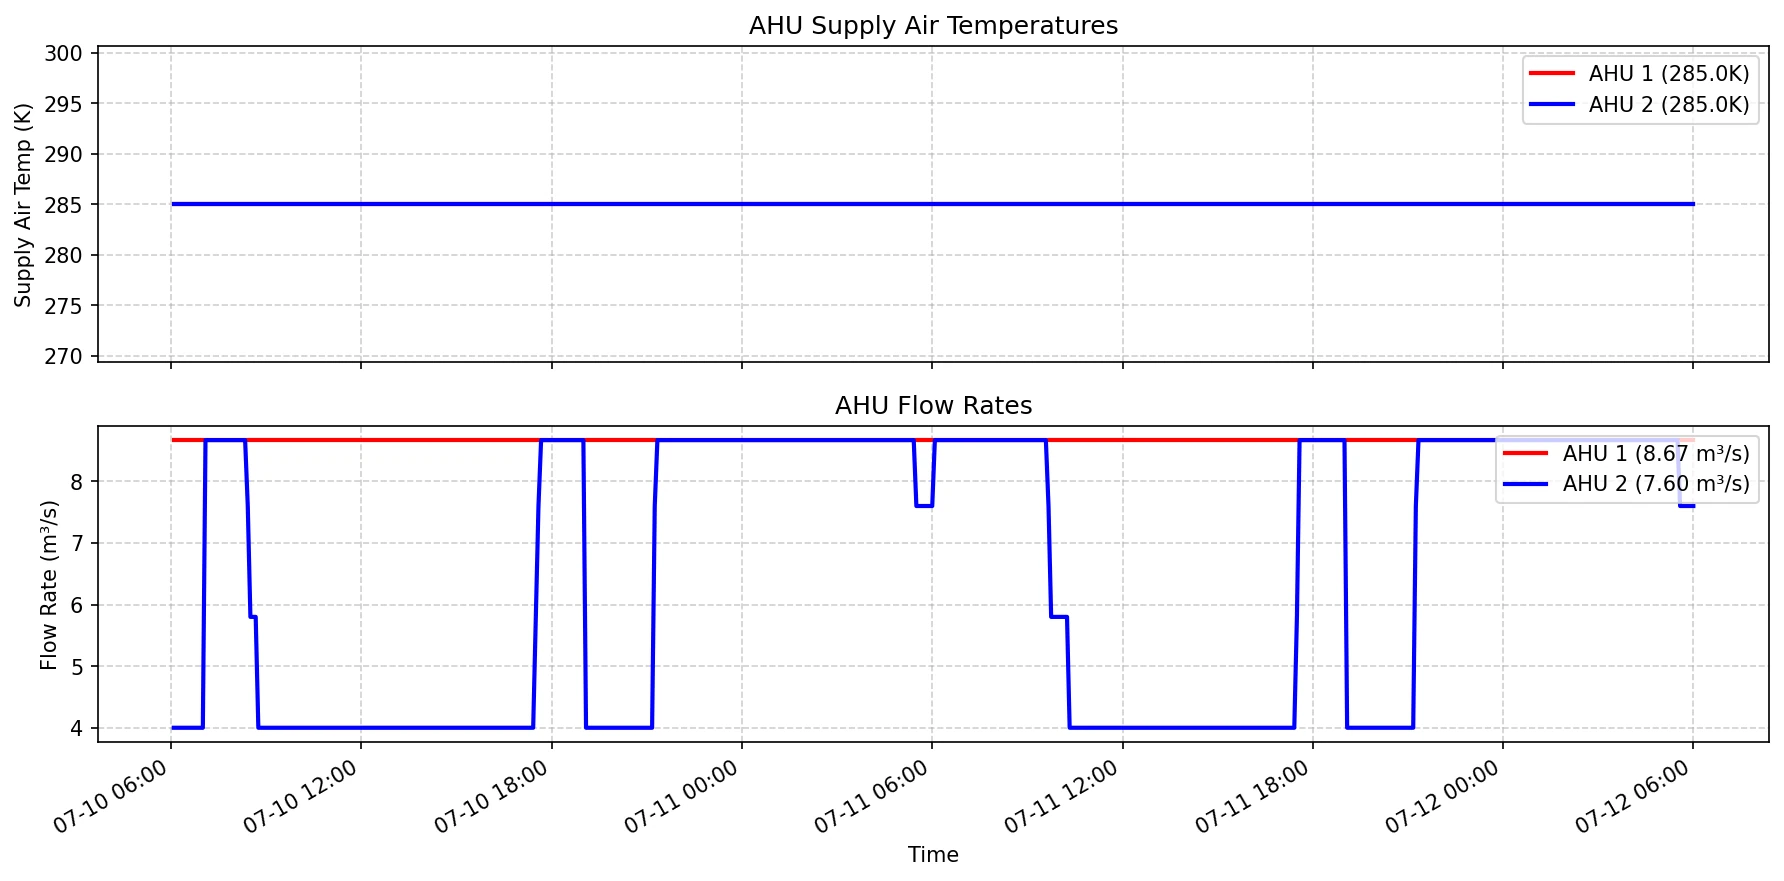 AHU Supply Air Temperatures
Supply Air Temp (K)
300
295
290
285
280
275
270
AHU 1 (285.0K)
AHU 2 (285.0K)
AHU Flow Rates
Flow Rate (m³/s)
8
7
6
5
4
AHU 1 (8.67 m³/s)
AHU 2 (7.60 m³/s)
07-10 06:00
07-10 12:00
07-10 18:00
07-11 00:00
07-11 06:00
07-11 12:00
07-11 18:00
07-12 00:00
07-12 06:00
Time